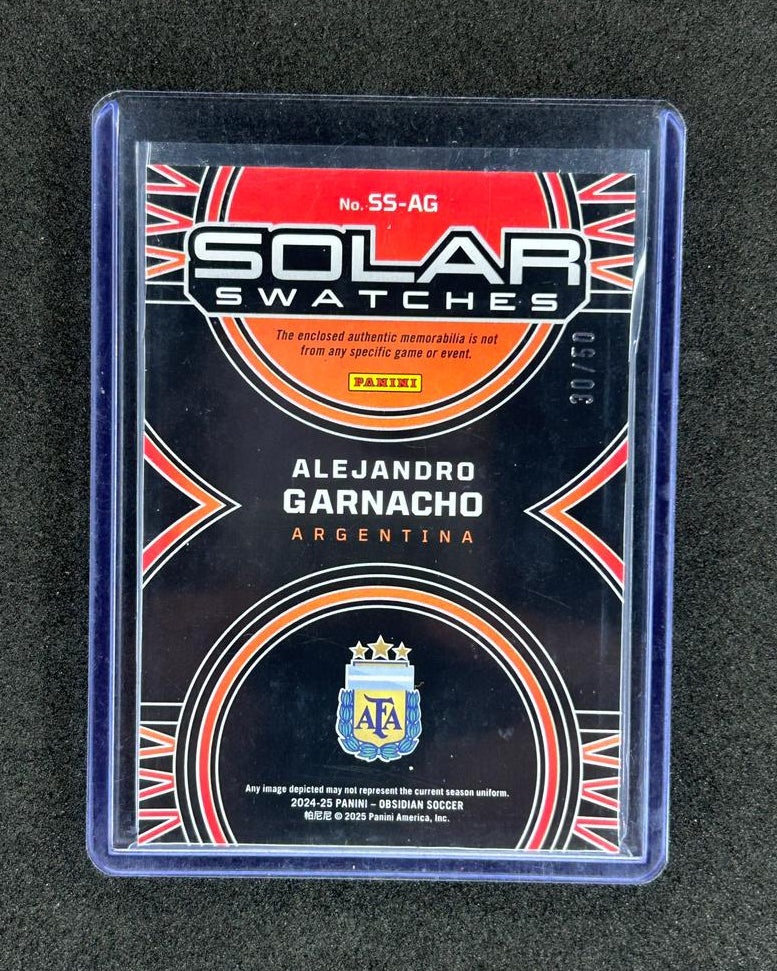 No. SS-AG
SOLAR
SWATCHES
The enclosed authentic memorabilia is not
from any specific game or event.
PANINI
30/50
ALEJANDRO
GARNACHO
ARGENTINA
AFA
Any image depicted may not represent the current season uniform.
2024-25 PANINI – OBSIDIAN SOCCER
帕尼尼 © 2025 Panini America, Inc.